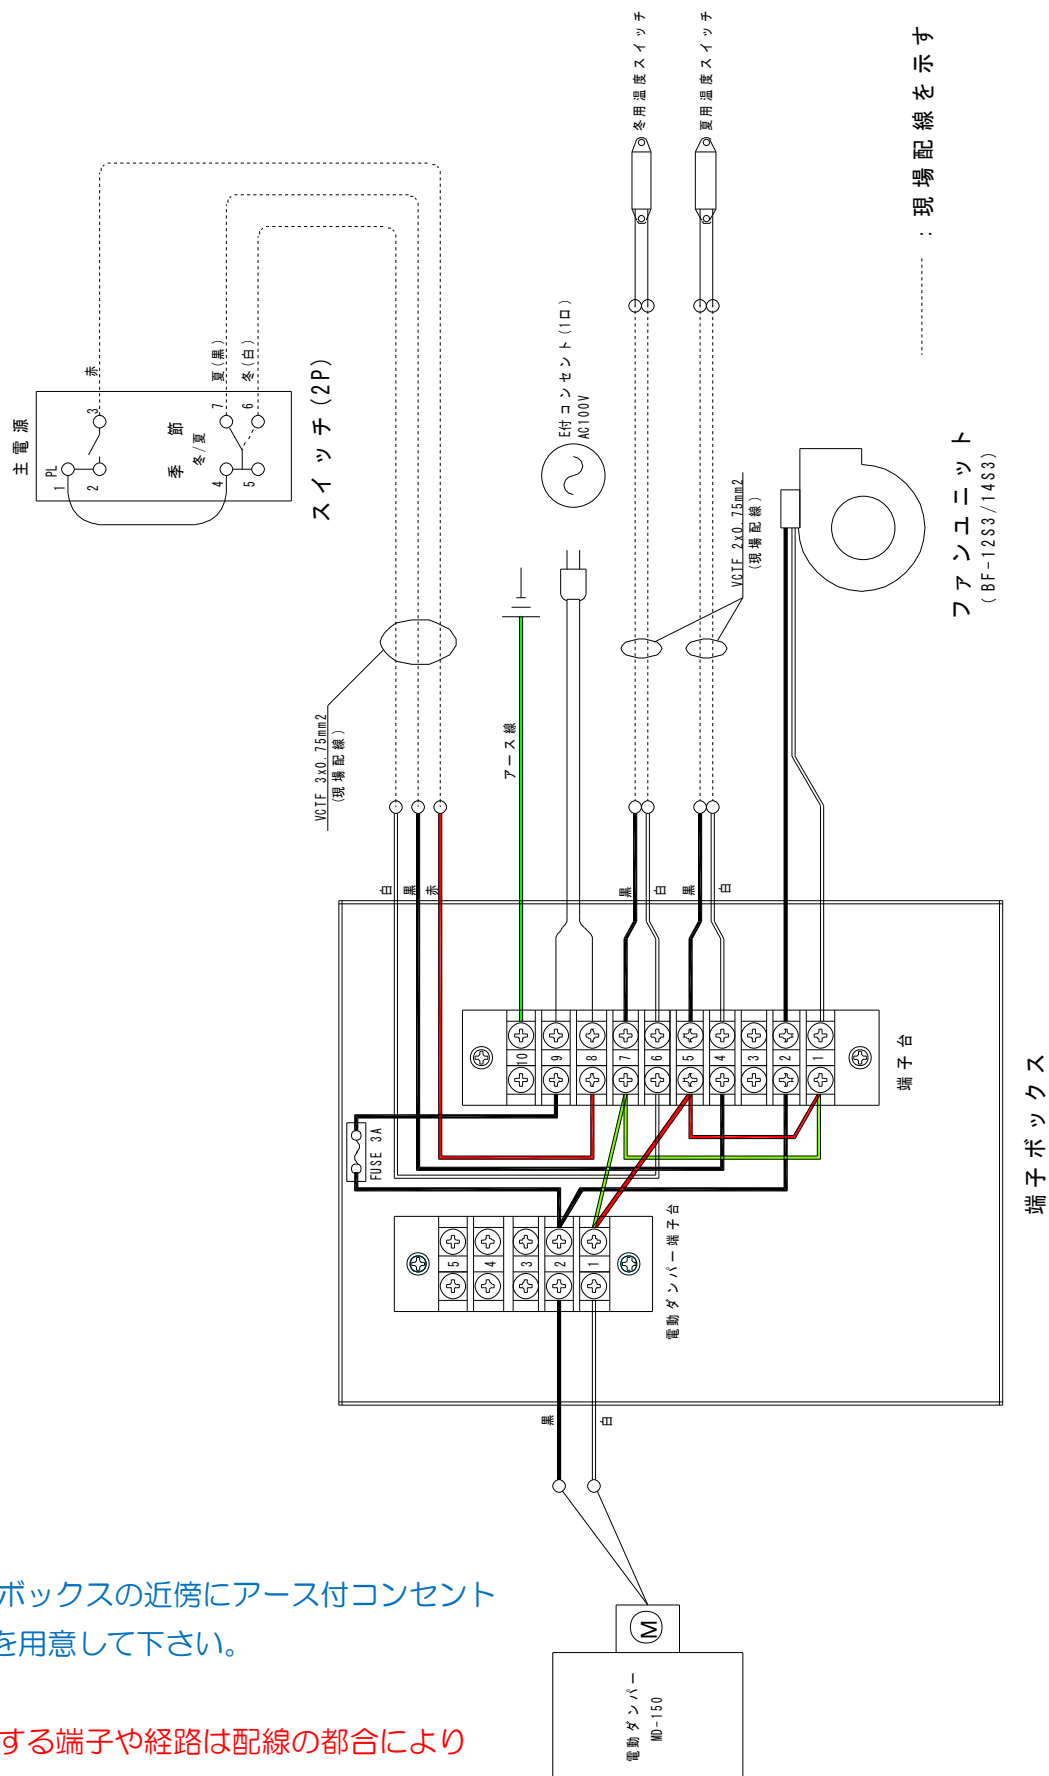 主電源
1
PL
2
3
赤
季節
冬/夏
4
5
7
6
夏(黒)
冬(白)
スイッチ(2P)
VCTF 3x0.75mm2
(現場配線)
白
黒
赤
アース線
E付コンセント(1口)
AC100V
冬用温度スイッチ
夏用温度スイッチ
VCTF 2x0.75mm2
(現場配線)
:現場配線を示す
ファンユニット
(BF-12S3/14S3)
黒
白
黒
白
10
9
8
7
6
5
4
3
2
1
端子台
FUSE 3A
5
4
3
2
1
電動ダンパー端子台
端子ボックス
黒
白
M
電動ダンパー
MD-150
ボックスの近傍にアース付コンセント
を用意して下さい。
する端子や経路は配線の都合により